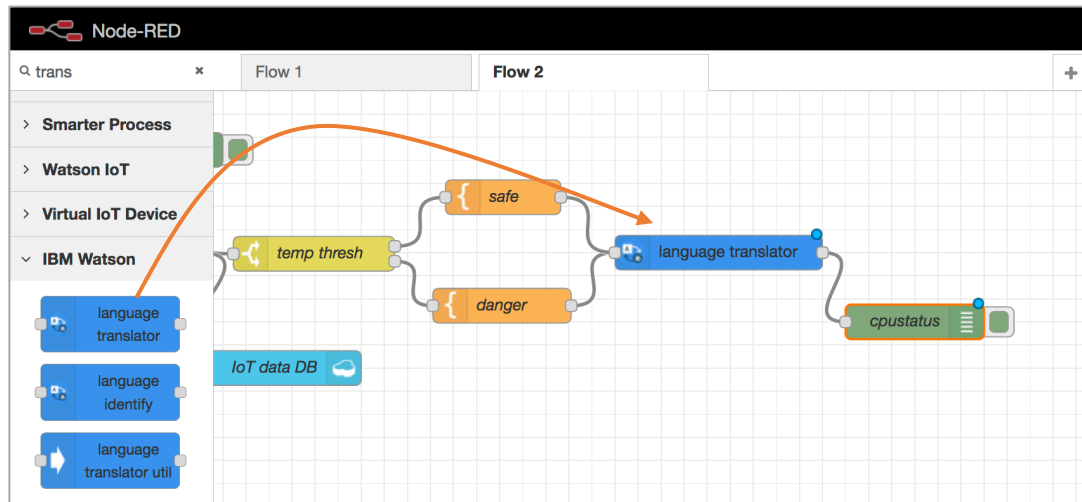 Node-RED
trans
Flow 1
Flow 2
Smarter Process
Watson IoT
Virtual IoT Device
IBM Watson
language
translator
language
identify
language
translator util
safe
temp thresh
language translator
danger
cpustatus
IoT data DB